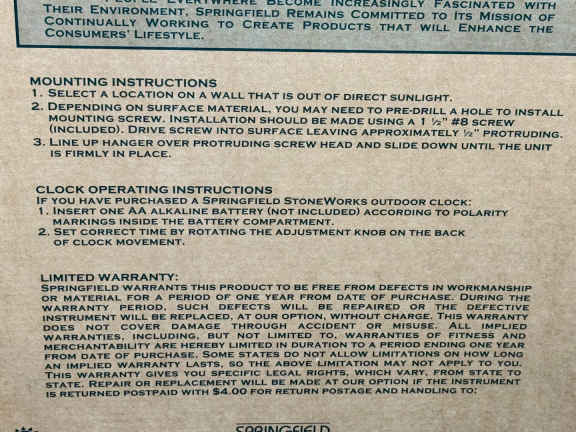 PEOPLE EVERYWHERE BECOME INCREASINGLY FASCINATED WITH
THEIR ENVIRONMENT, SPRINGFIELD REMAINS COMMITTED TO ITS MISSION OF
CONTINUALLY WORKING TO CREATE PRODUCTS THAT WILL ENHANCE THE
CONSUMERS' LIFESTYLE.
MOUNTING INSTRUCTIONS
1. SELECT A LOCATION ON A WALL THAT IS OUT OF DIRECT SUNLIGHT.
2. DEPENDING ON SURFACE MATERIAL, YOU MAY NEED TO PRE-DRILL A HOLE TO INSTALL
MOUNTING SCREW. INSTALLATION SHOULD BE MADE USING A 1 ½" #8 SCREW
(INCLUDED). DRIVE SCREW INTO SURFACE LEAVING APPROXIMATELY ½" PROTRUDING.
3. LINE UP HANGER OVER PROTRUDING SCREW HEAD AND SLIDE DOWN UNTIL THE UNIT
IS FIRMLY IN PLACE.
CLOCK OPERATING INSTRUCTIONS
IF YOU HAVE PURCHASED A SPRINGFIELD STONEWORKS OUTDOOR CLOCK:
1. INSERT ONE AA ALKALINE BATTERY (NOT INCLUDED) ACCORDING TO POLARITY
MARKINGS INSIDE THE BATTERY COMPARTMENT.
2. SET CORRECT TIME BY ROTATING THE ADJUSTMENT KNOB ON THE BACK
OF CLOCK MOVEMENT.
LIMITED WARRANTY:
SPRINGFIELD WARRANTS THIS PRODUCT TO BE FREE FROM DEFECTS IN WORKMANSHIP
OR MATERIAL FOR A PERIOD OF ONE YEAR FROM DATE OF PURCHASE. DURING THE
WARRANTY PERIOD, SUCH DEFECTS WILL BE REPAIRED OR THE DEFECTIVE
INSTRUMENT WILL BE REPLACED, AT OUR OPTION, WITHOUT CHARGE. THIS WARRANTY
DOES NOT COVER DAMAGE THROUGH ACCIDENT OR MISUSE. ALL IMPLIED
WARRANTIES, INCLUDING, BUT NOT LIMITED TO, WARRANTIES OF FITNESS AND
MERCHANTABILITY ARE HEREBY LIMITED IN DURATION TO A PERIOD ENDING ONE YEAR
FROM DATE OF PURCHASE. SOME STATES DO NOT ALLOW LIMITATIONS ON HOW LONG
AN IMPLIED WARRANTY LASTS, SO THE ABOVE LIMITATION MAY NOT APPLY TO YOU.
THIS WARRANTY GIVES YOU SPECIFIC LEGAL RIGHTS, WHICH VARY, FROM STATE TO
STATE. REPAIR OR REPLACEMENT WILL BE MADE AT OUR OPTION IF THE INSTRUMENT
IS RETURNED POSTPAID WITH $4.00 FOR RETURN POSTAGE AND HANDLING TO:
SPRINGFIELD